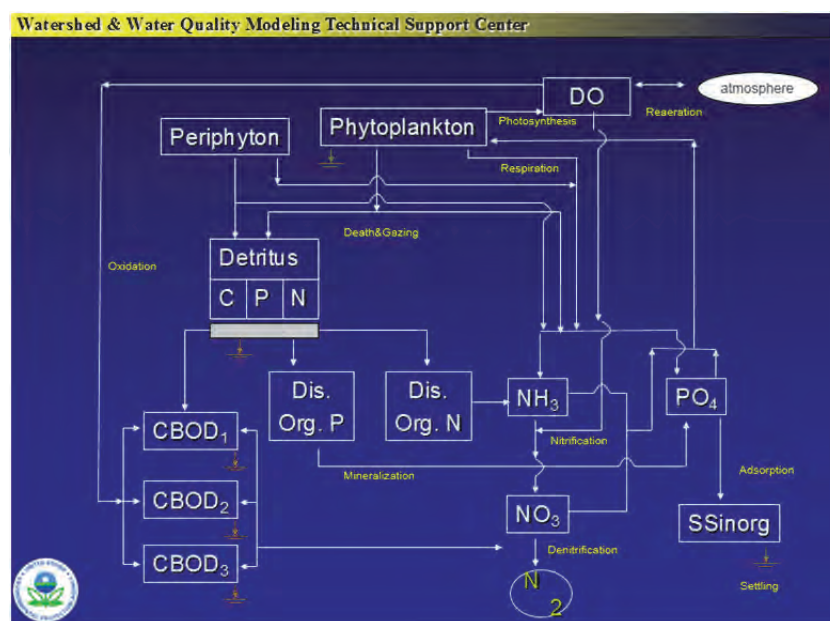 Watershed & Water Quality Modeling Technical Support Center
DO
atmosphere
Reaeration
Photosynthesis
Phytoplankton
Periphyton
Respiration
Death&Gazing
Oxidation
Detritus
C P N
Dis.
Org. P
Dis.
Org. N
NH3
PO4
CBOD1
Nitrification
Mineralization
Adsorption
CBOD2
NO3
SSinorg
CBOD3
Denitrification
Settling
N
2